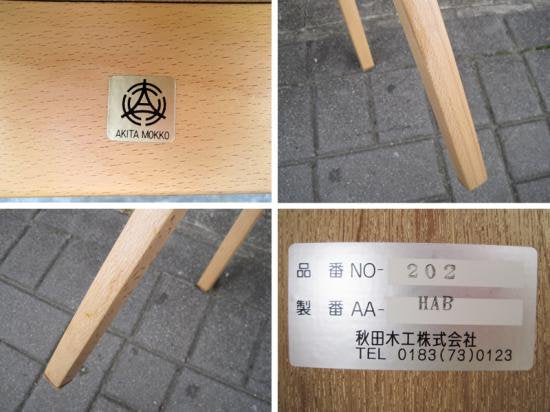 AKITA MOKKO
品 番 NO- 202
製 番 AA- HAB
秋田木工株式会社
TEL 0183(73)0123